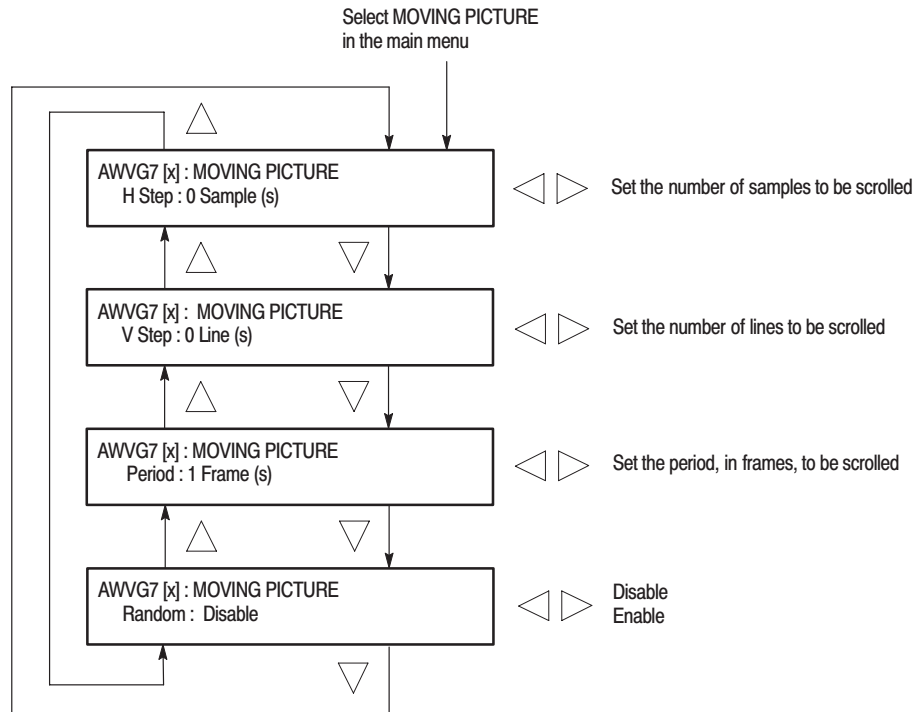 Select MOVING PICTURE
in the main menu
AWVG7 [x] : MOVING PICTURE
H Step : 0 Sample (s)
Set the number of samples to be scrolled
AWVG7 [x] : MOVING PICTURE
V Step : 0 Line (s)
Set the number of lines to be scrolled
AWVG7 [x] : MOVING PICTURE
Period : 1 Frame (s)
Set the period, in frames, to be scrolled
AWVG7 [x] : MOVING PICTURE
Random : Disable
Disable
Enable